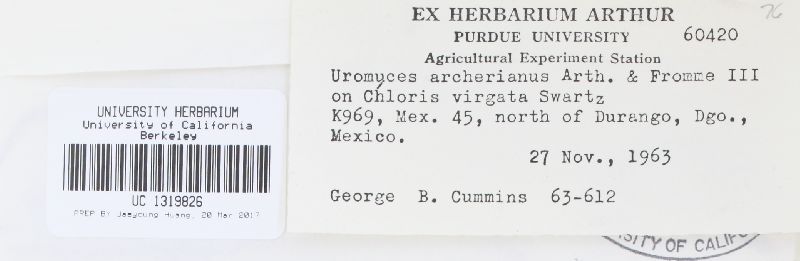 EX HERBARIUM ARTHUR
76
PURDUE UNIVERSITY 60420
Agricultural Experiment Station
Uromyces archerianus Arth. & Fromme III
on Chloris virgata Swartz
K969, Mex. 45, north of Durango, Dgo.,
Mexico.
27 Nov., 1963
George B. Cummins 63-612
UNIVERSITY HERBARIUM
University of California
Berkeley
UC 1319826
PREP BY Jaeyoung Huang, 20 Mar 2017
SITY OF CALIFO